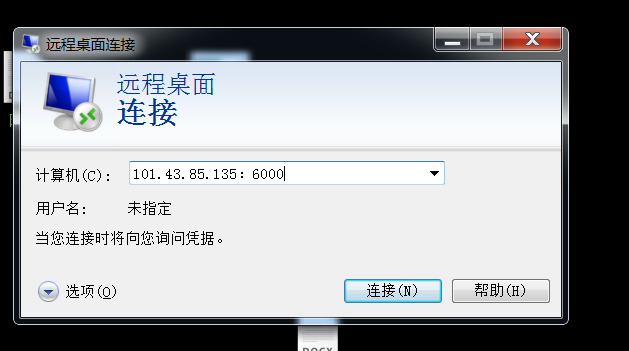 远程桌面连接
远程桌面
连接
计算机(C): 101.43.85.135：6000
用户名: 未指定
当您连接时将向您询问凭据。
选项(O) 连接(N) 帮助(H)
DOCX